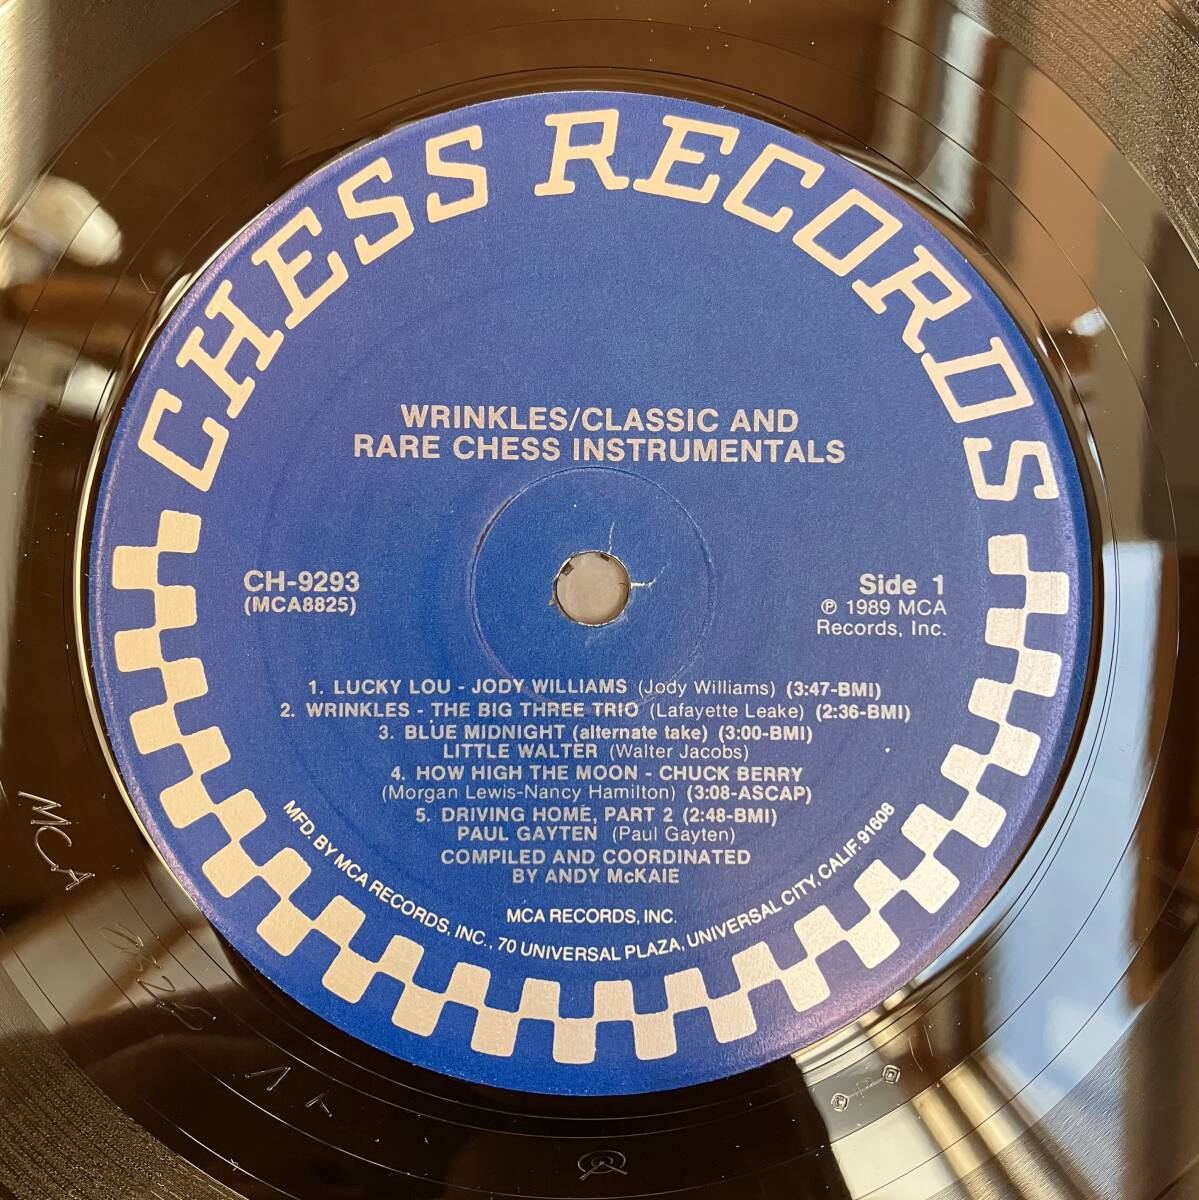 CHESS RECORDS
WRINKLES/CLASSIC AND
RARE CHESS INSTRUMENTALS
CH-9293
(MCA8825)
Side 1
℗ 1989 MCA
Records, Inc.
1. LUCKY LOU - JODY WILLIAMS (Jody Williams) (3:47-BMI)
2. WRINKLES - THE BIG THREE TRIO (Lafayette Leake) (2:36-BMI)
3. BLUE MIDNIGHT (alternate take) (3:00-BMI)
LITTLE WALTER (Walter Jacobs)
4. HOW HIGH THE MOON - CHUCK BERRY
(Morgan Lewis-Nancy Hamilton) (3:08-ASCAP)
5. DRIVING HOME, PART 2 (2:48-BMI)
PAUL GAYTEN (Paul Gayten)
COMPILED AND COORDINATED
BY ANDY McKAIE
MCA RECORDS, INC.
MFD. BY MCA RECORDS, INC., 70 UNIVERSAL PLAZA, UNIVERSAL CITY, CALIF. 91608
MCA